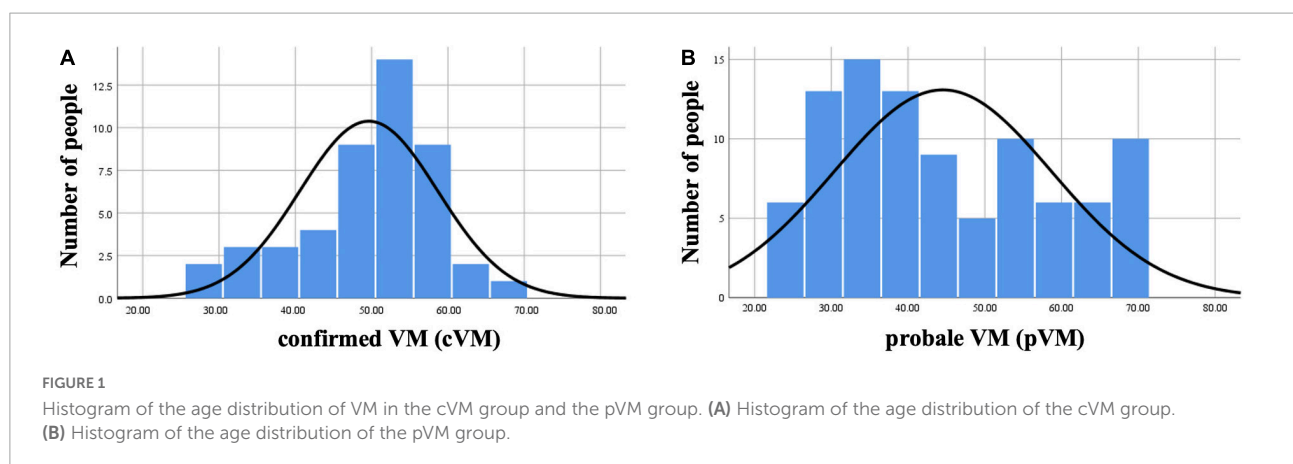 A
Number of people
12.5
10.0
7.5
5.0
2.5
0.0
20.00 30.00 40.00 50.00 60.00 70.00 80.00
confirmed VM (cVM)
B
Number of people
15
10
5
0
20.00 30.00 40.00 50.00 60.00 70.00 80.00
probale VM (pVM)
FIGURE 1
Histogram of the age distribution of VM in the cVM group and the pVM group. (A) Histogram of the age distribution of the cVM group.
(B) Histogram of the age distribution of the pVM group.